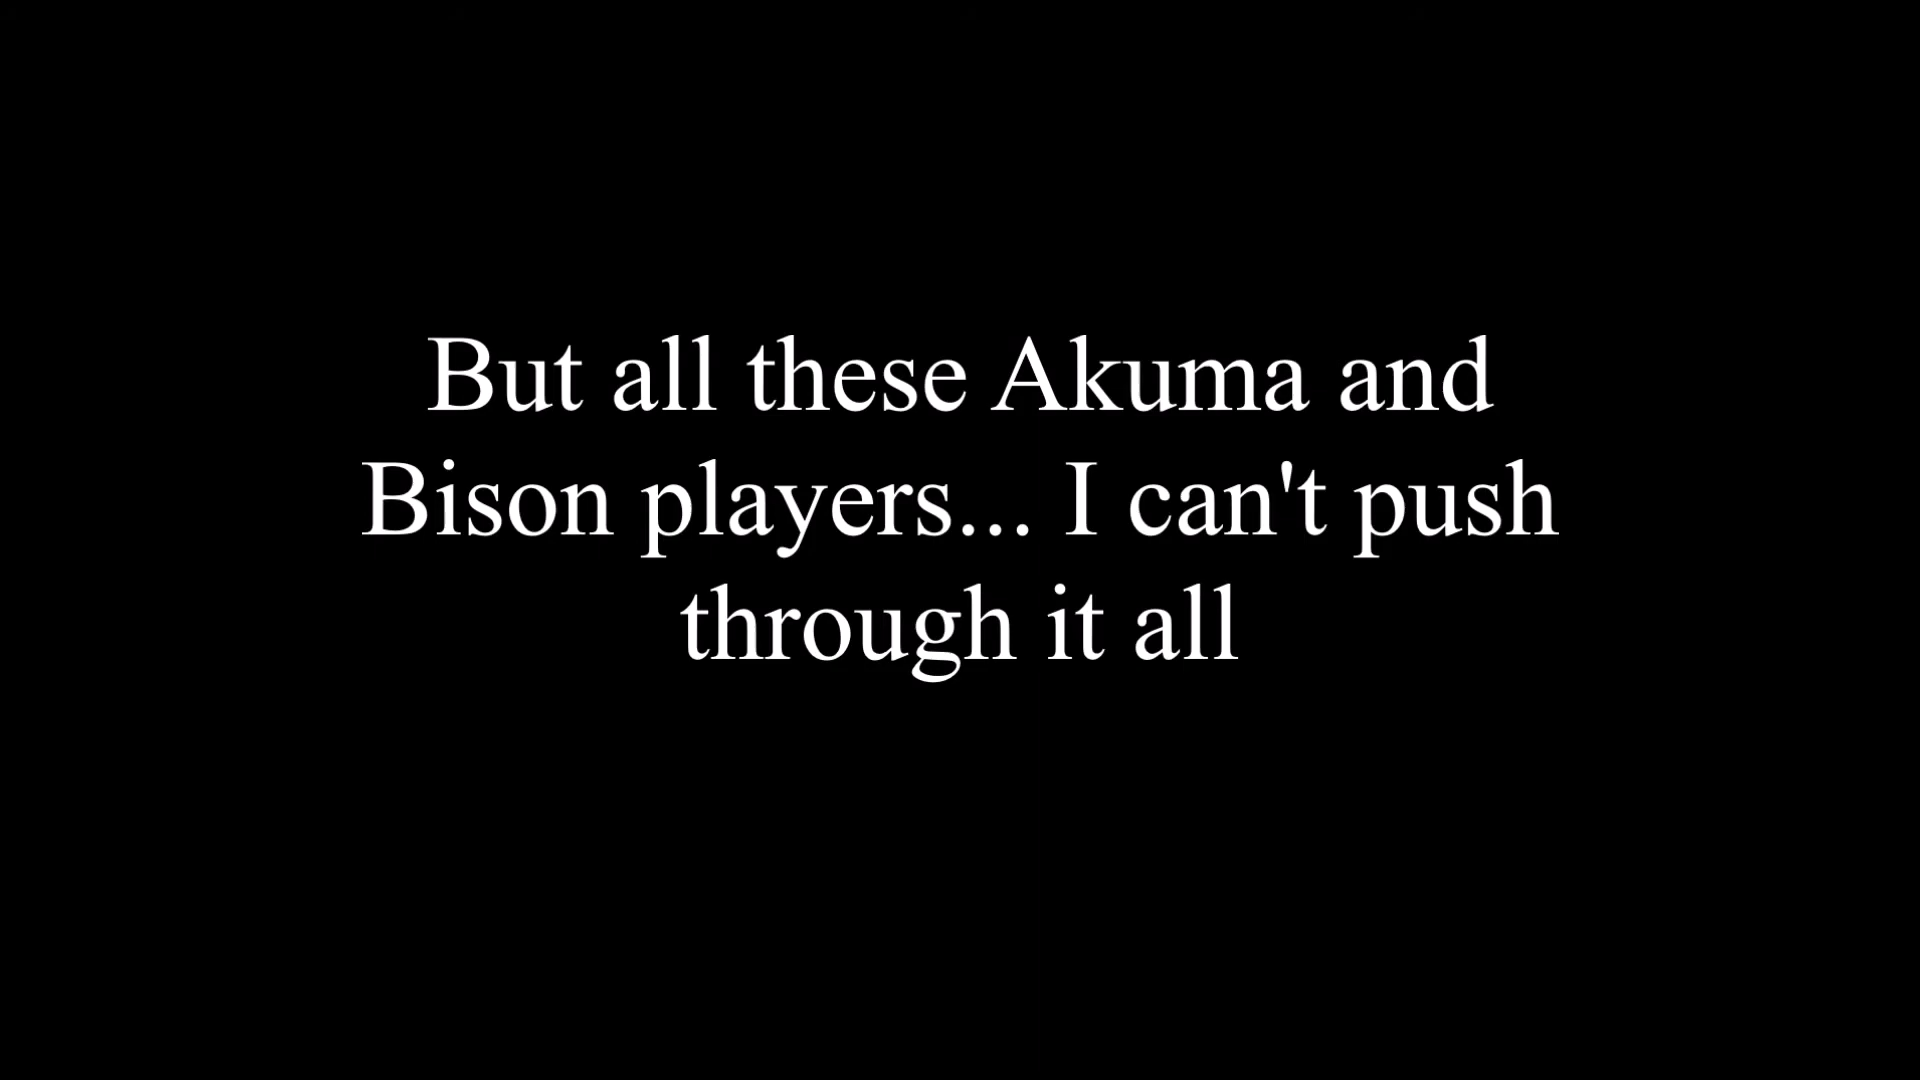 But all these Akuma and
Bison players... I can't push
through it all